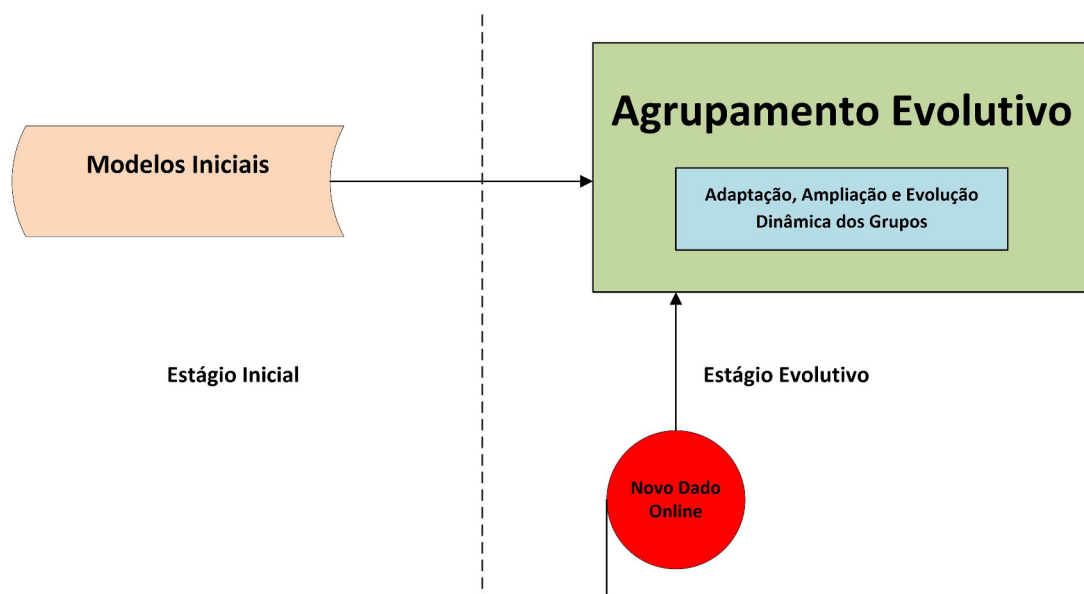 Agrupamento Evolutivo
Modelos Iniciais
Adaptação, Ampliação e Evolução
Dinâmica dos Grupos
Estágio Inicial
Estágio Evolutivo
Novo Dado
Online